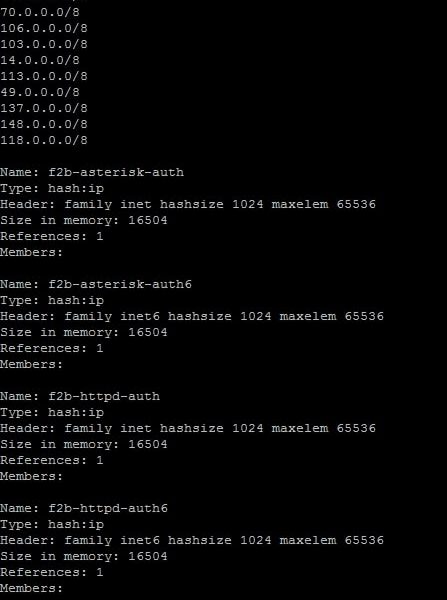 70.0.0.0/8
106.0.0.0/8
103.0.0.0/8
14.0.0.0/8
113.0.0.0/8
49.0.0.0/8
137.0.0.0/8
148.0.0.0/8
118.0.0.0/8
Name: f2b-asterisk-auth
Type: hash:ip
Header: family inet hashsize 1024 maxelem 65536
Size in memory: 16504
References: 1
Members:
Name: f2b-asterisk-auth6
Type: hash:ip
Header: family inet6 hashsize 1024 maxelem 65536
Size in memory: 16504
References: 1
Members:
Name: f2b-httpd-auth
Type: hash:ip
Header: family inet hashsize 1024 maxelem 65536
Size in memory: 16504
References: 1
Members:
Name: f2b-httpd-auth6
Type: hash:ip
Header: family inet6 hashsize 1024 maxelem 65536
Size in memory: 16504
References: 1
Members: